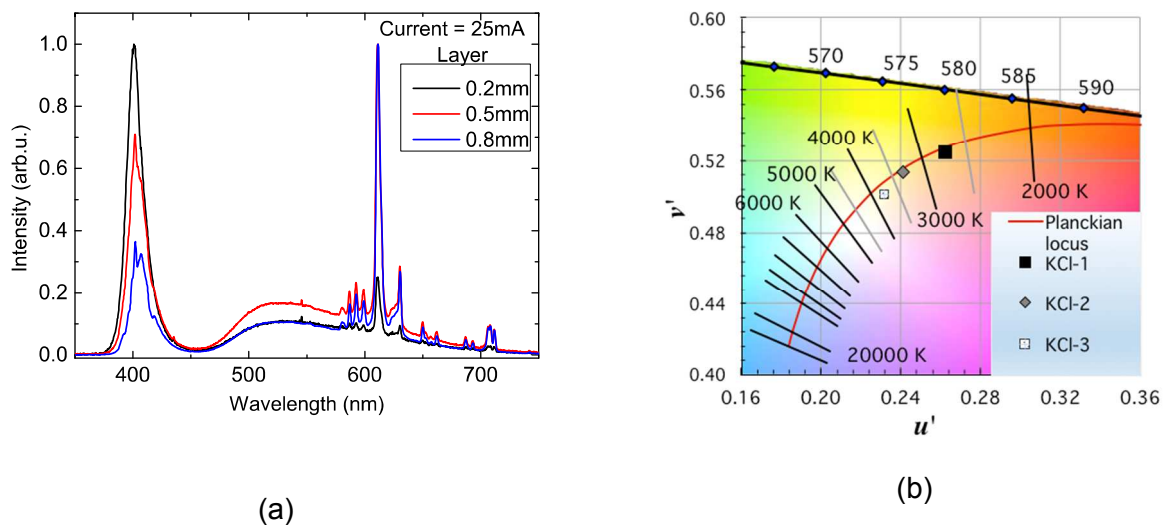 Current = 25mA
Layer
0.2mm
0.5mm
0.8mm
1.0
0.8
0.6
0.4
0.2
0.0
Intensity (arb.u.)
400 500 600 700
Wavelength (nm)
(a)
0.60
0.56
0.52
0.48
0.44
0.40
v'
570 575 580 585 590
4000 K
5000 K
6000 K
3000 K
2000 K
20000 K
Planckian
locus
KCl-1
KCl-2
KCl-3
0.16 0.20 0.24 0.28 0.32 0.36
u'
(b)